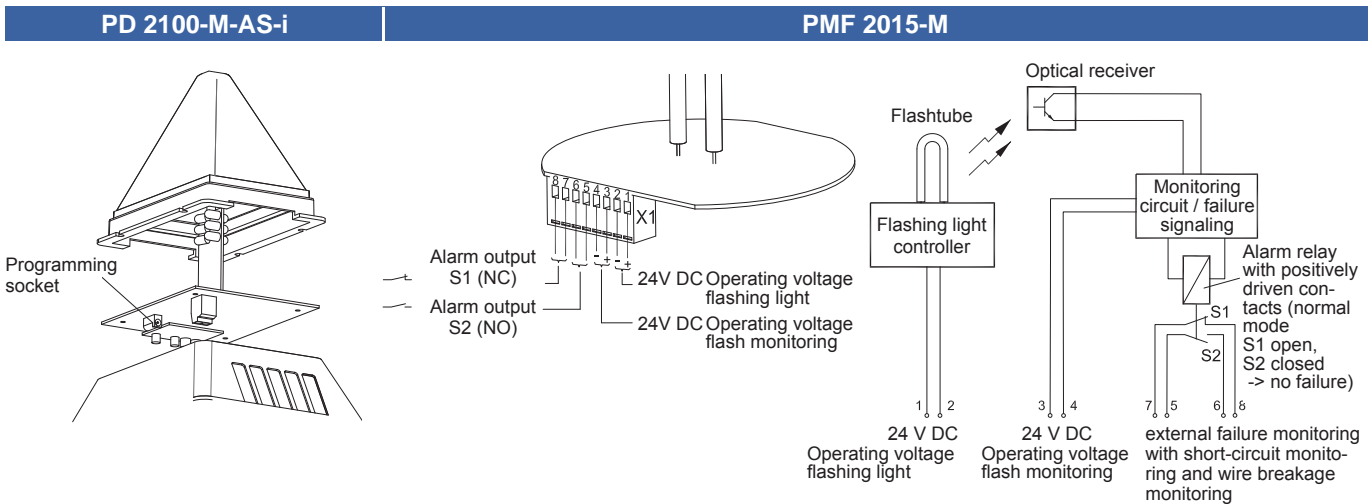 PD 2100-M-AS-i
PMF 2015-M
Programming
socket
8 7 6 5 4 3 2 1
X1
- + - +
Alarm output
S1 (NC)
Alarm output
S2 (NO)
24V DC Operating voltage
flashing light
24V DC Operating voltage
flash monitoring
Optical receiver
Flashtube
Flashing light
controller
Monitoring
circuit / failure
signaling
Alarm relay
with positively
driven con-
tacts (normal
mode
S1 open,
S2 closed
-> no failure)
S1
S2
1 2
24 V DC
Operating voltage
flashing light
3 4
24 V DC
Operating voltage
flash monitoring
7 5 6 8
external failure monitoring
with short-circuit monito-
ring and wire breakage
monitoring